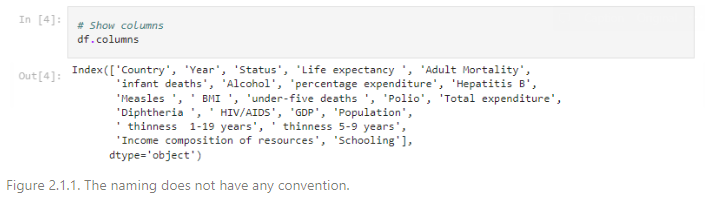 In [4]:
# Show columns
df.columns
Out[4]:
Index(['Country', 'Year', 'Status', 'Life expectancy ', 'Adult Mortality',
'infant deaths', 'Alcohol', 'percentage expenditure', 'Hepatitis B',
'Measles ', ' BMI ', 'under-five deaths ', 'Polio', 'Total expenditure',
'Diphtheria ', ' HIV/AIDS', 'GDP', 'Population',
' thinness  1-19 years', ' thinness 5-9 years',
'Income composition of resources', 'Schooling'],
dtype='object')
Figure 2.1.1. The naming does not have any convention.